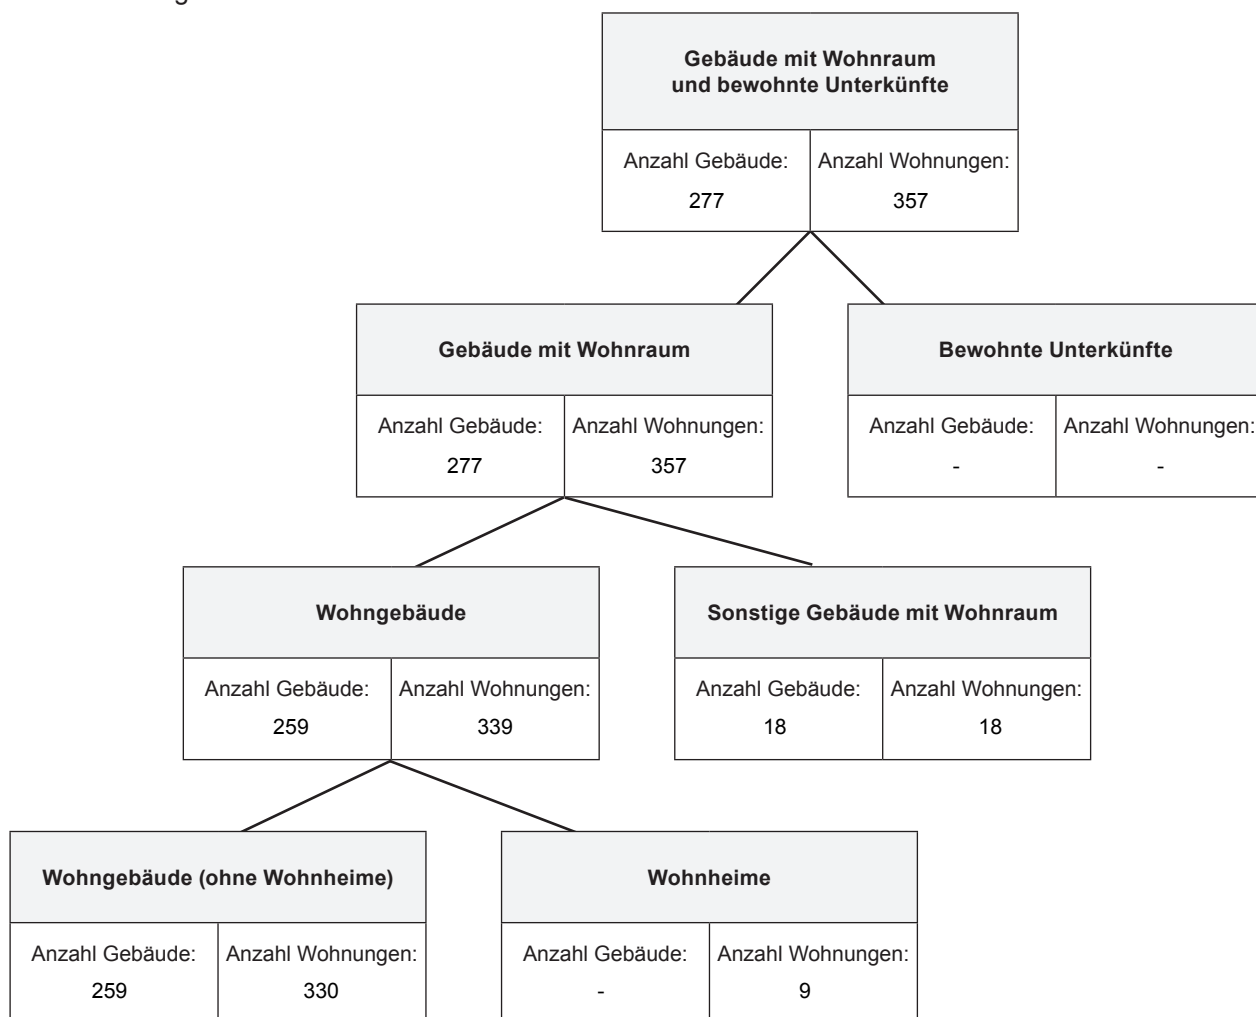 Gebäude mit Wohnraum
und bewohnte Unterkünfte
Anzahl Gebäude: Anzahl Wohnungen:
277 357
Gebäude mit Wohnraum
Anzahl Gebäude: Anzahl Wohnungen:
277 357
Bewohnte Unterkünfte
Anzahl Gebäude: Anzahl Wohnungen:
- -
Wohngebäude
Anzahl Gebäude: Anzahl Wohnungen:
259 339
Sonstige Gebäude mit Wohnraum
Anzahl Gebäude: Anzahl Wohnungen:
18 18
Wohngebäude (ohne Wohnheime)
Anzahl Gebäude: Anzahl Wohnungen:
259 330
Wohnheime
Anzahl Gebäude: Anzahl Wohnungen:
- 9